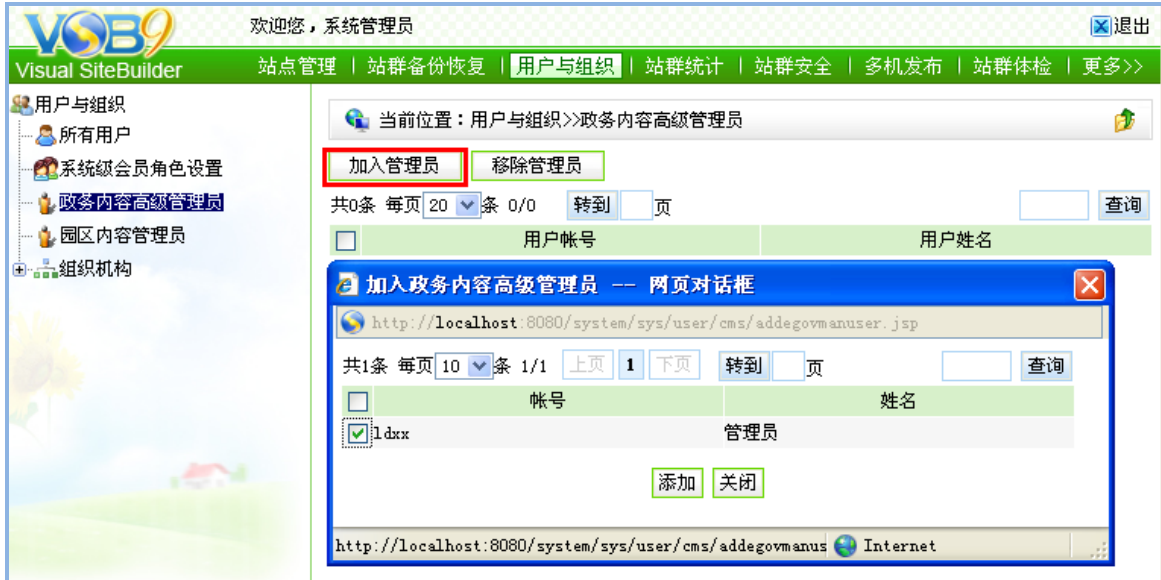 VSB9
欢迎您，系统管理员
退出
Visual SiteBuilder
站点管理 | 站群备份恢复 | 用户与组织 | 站群统计 | 站群安全 | 多机发布 | 站群体检 | 更多>>
用户与组织
所有用户
系统级会员角色设置
政务内容高级管理员
园区内容管理员
组织机构
当前位置：用户与组织>>政务内容高级管理员
加入管理员 移除管理员
共0条 每页 20 条 0/0 转到 页 查询
用户帐号 用户姓名
加入政务内容高级管理员 -- 网页对话框
http://localhost:8080/system/sys/user/cms/addegovmanuser.jsp
共1条 每页 10 条 1/1 上页 1 下页 转到 页 查询
帐号 姓名
ldxx 管理员
添加 关闭
http://localhost:8080/system/sys/user/cms/addegovmanus Internet